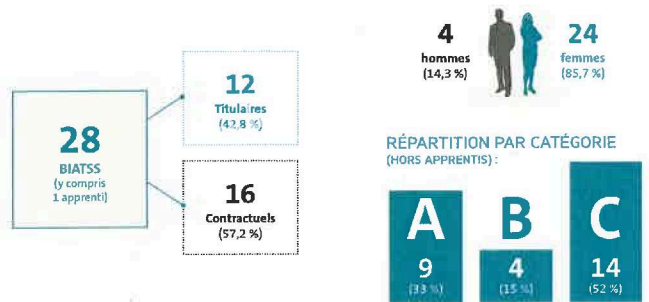 28
BIATSS
(y compris
1 apprenti)
12
Titulaires
(42,8 %)
16
Contractuels
(57,2 %)
4
hommes
(14,3 %)
24
femmes
(85,7 %)
RÉPARTITION PAR CATÉGORIE
(HORS APPRENTIS) :
A
9
(33 %)
B
4
(15 %)
C
14
(52 %)